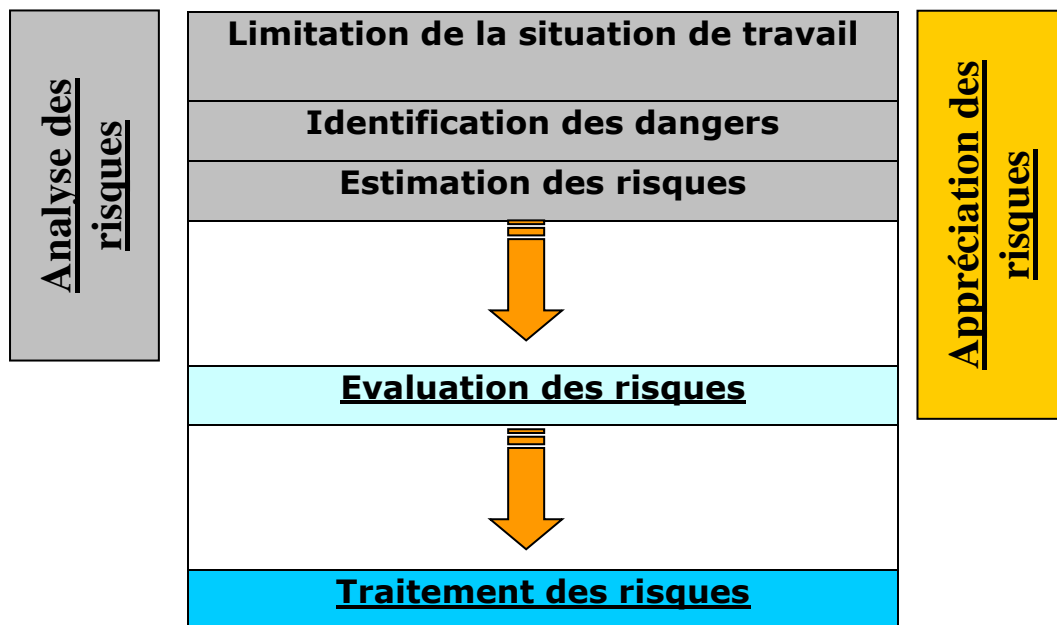 Analyse des
risques
Limitation de la situation de travail
Identification des dangers
Estimation des risques
Evaluation des risques
Traitement des risques
Appréciation des
risques